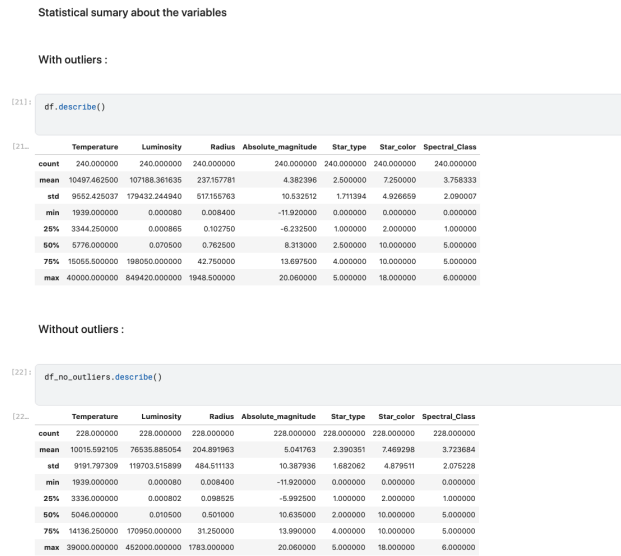 Statistical sumary about the variables
With outliers :
[21]:
df.describe()
[21…
Temperature Luminosity Radius Absolute_magnitude Star_type Star_color Spectral_Class
count 240.000000 240.000000 240.000000 240.000000 240.000000 240.000000 240.000000
mean 10497.462500 107188.361635 237.157781 4.382396 2.500000 7.250000 3.758333
std 9552.425037 179432.244940 517.155763 10.532512 1.711394 4.926659 2.090007
min 1939.000000 0.000080 0.008400 -11.920000 0.000000 0.000000 0.000000
25% 3344.250000 0.000865 0.102750 -6.232500 1.000000 2.000000 1.000000
50% 5776.000000 0.070500 0.762500 8.313000 2.500000 10.000000 5.000000
75% 15055.500000 198050.000000 42.750000 13.697500 4.000000 10.000000 5.000000
max 40000.000000 849420.000000 1948.500000 20.060000 5.000000 18.000000 6.000000
Without outliers :
[22]:
df_no_outliers.describe()
[22…
Temperature Luminosity Radius Absolute_magnitude Star_type Star_color Spectral_Class
count 228.000000 228.000000 228.000000 228.000000 228.000000 228.000000 228.000000
mean 10015.592105 76535.885054 204.891963 5.041763 2.390351 7.469298 3.723684
std 9191.797309 119703.515899 484.511133 10.387936 1.682062 4.879511 2.075228
min 1939.000000 0.000080 0.008400 -11.920000 0.000000 0.000000 0.000000
25% 3336.000000 0.000802 0.098525 -5.992500 1.000000 2.000000 1.000000
50% 5046.000000 0.010500 0.501000 10.635000 2.000000 10.000000 5.000000
75% 14136.250000 170950.000000 31.250000 13.990000 4.000000 10.000000 5.000000
max 39000.000000 452000.000000 1783.000000 20.060000 5.000000 18.000000 6.000000